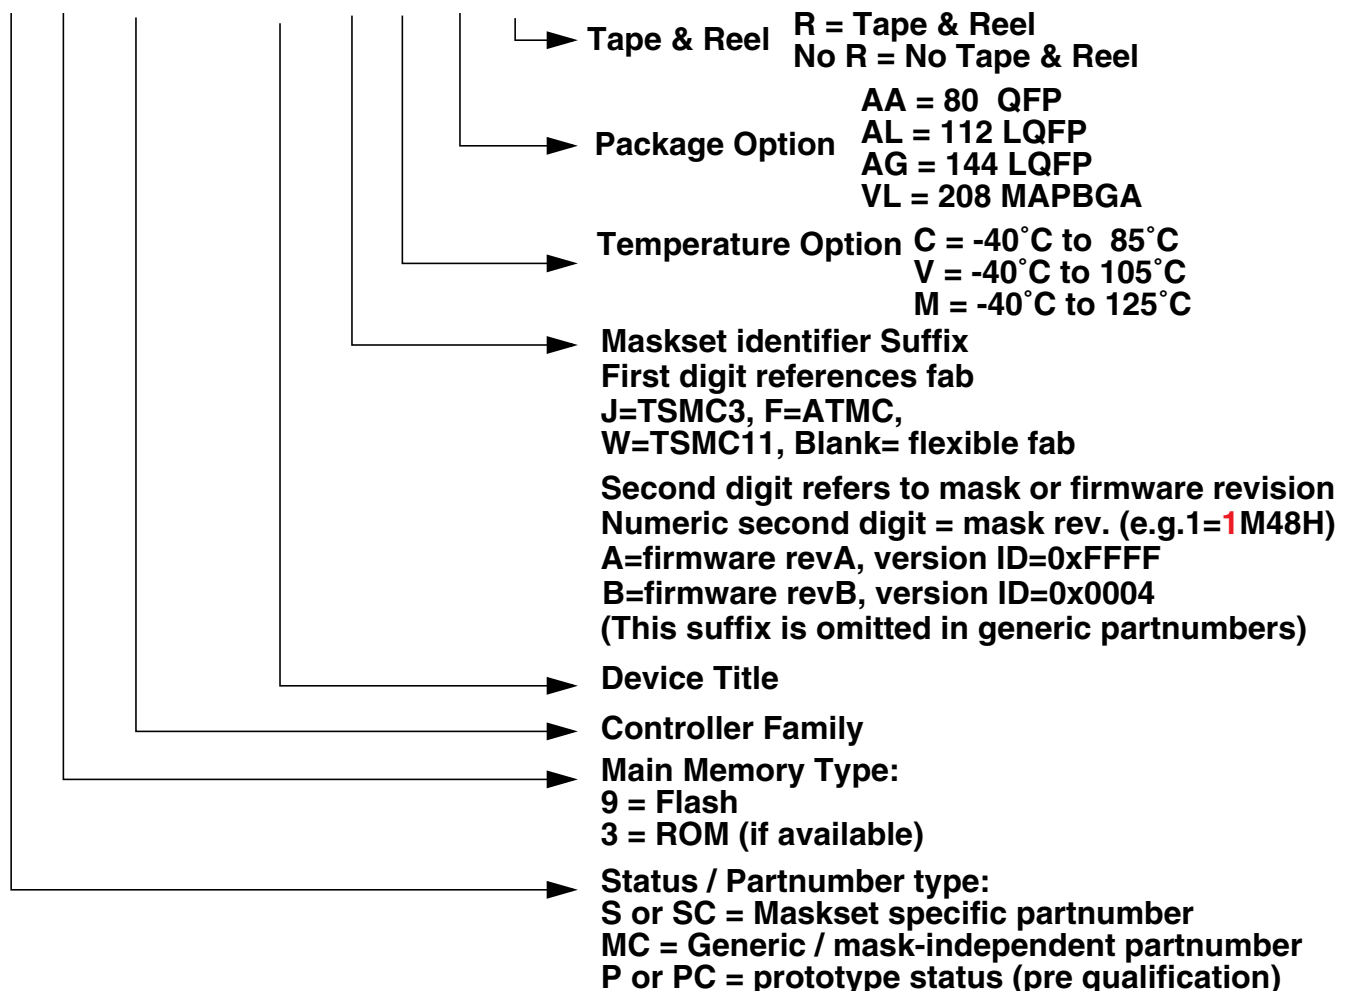 Tape & Reel R = Tape & Reel
No R = No Tape & Reel
Package Option AA = 80 QFP
AL = 112 LQFP
AG = 144 LQFP
VL = 208 MAPBGA
Temperature Option C = -40˚C to 85˚C
V = -40˚C to 105˚C
M = -40˚C to 125˚C
Maskset identifier Suffix
First digit references fab
J=TSMC3, F=ATMC,
W=TSMC11, Blank= flexible fab
Second digit refers to mask or firmware revision
Numeric second digit = mask rev. (e.g.1=1M48H)
A=firmware revA, version ID=0xFFFF
B=firmware revB, version ID=0x0004
(This suffix is omitted in generic partnumbers)
Device Title
Controller Family
Main Memory Type:
9 = Flash
3 = ROM (if available)
Status / Partnumber type:
S or SC = Maskset specific partnumber
MC = Generic / mask-independent partnumber
P or PC = prototype status (pre qualification)